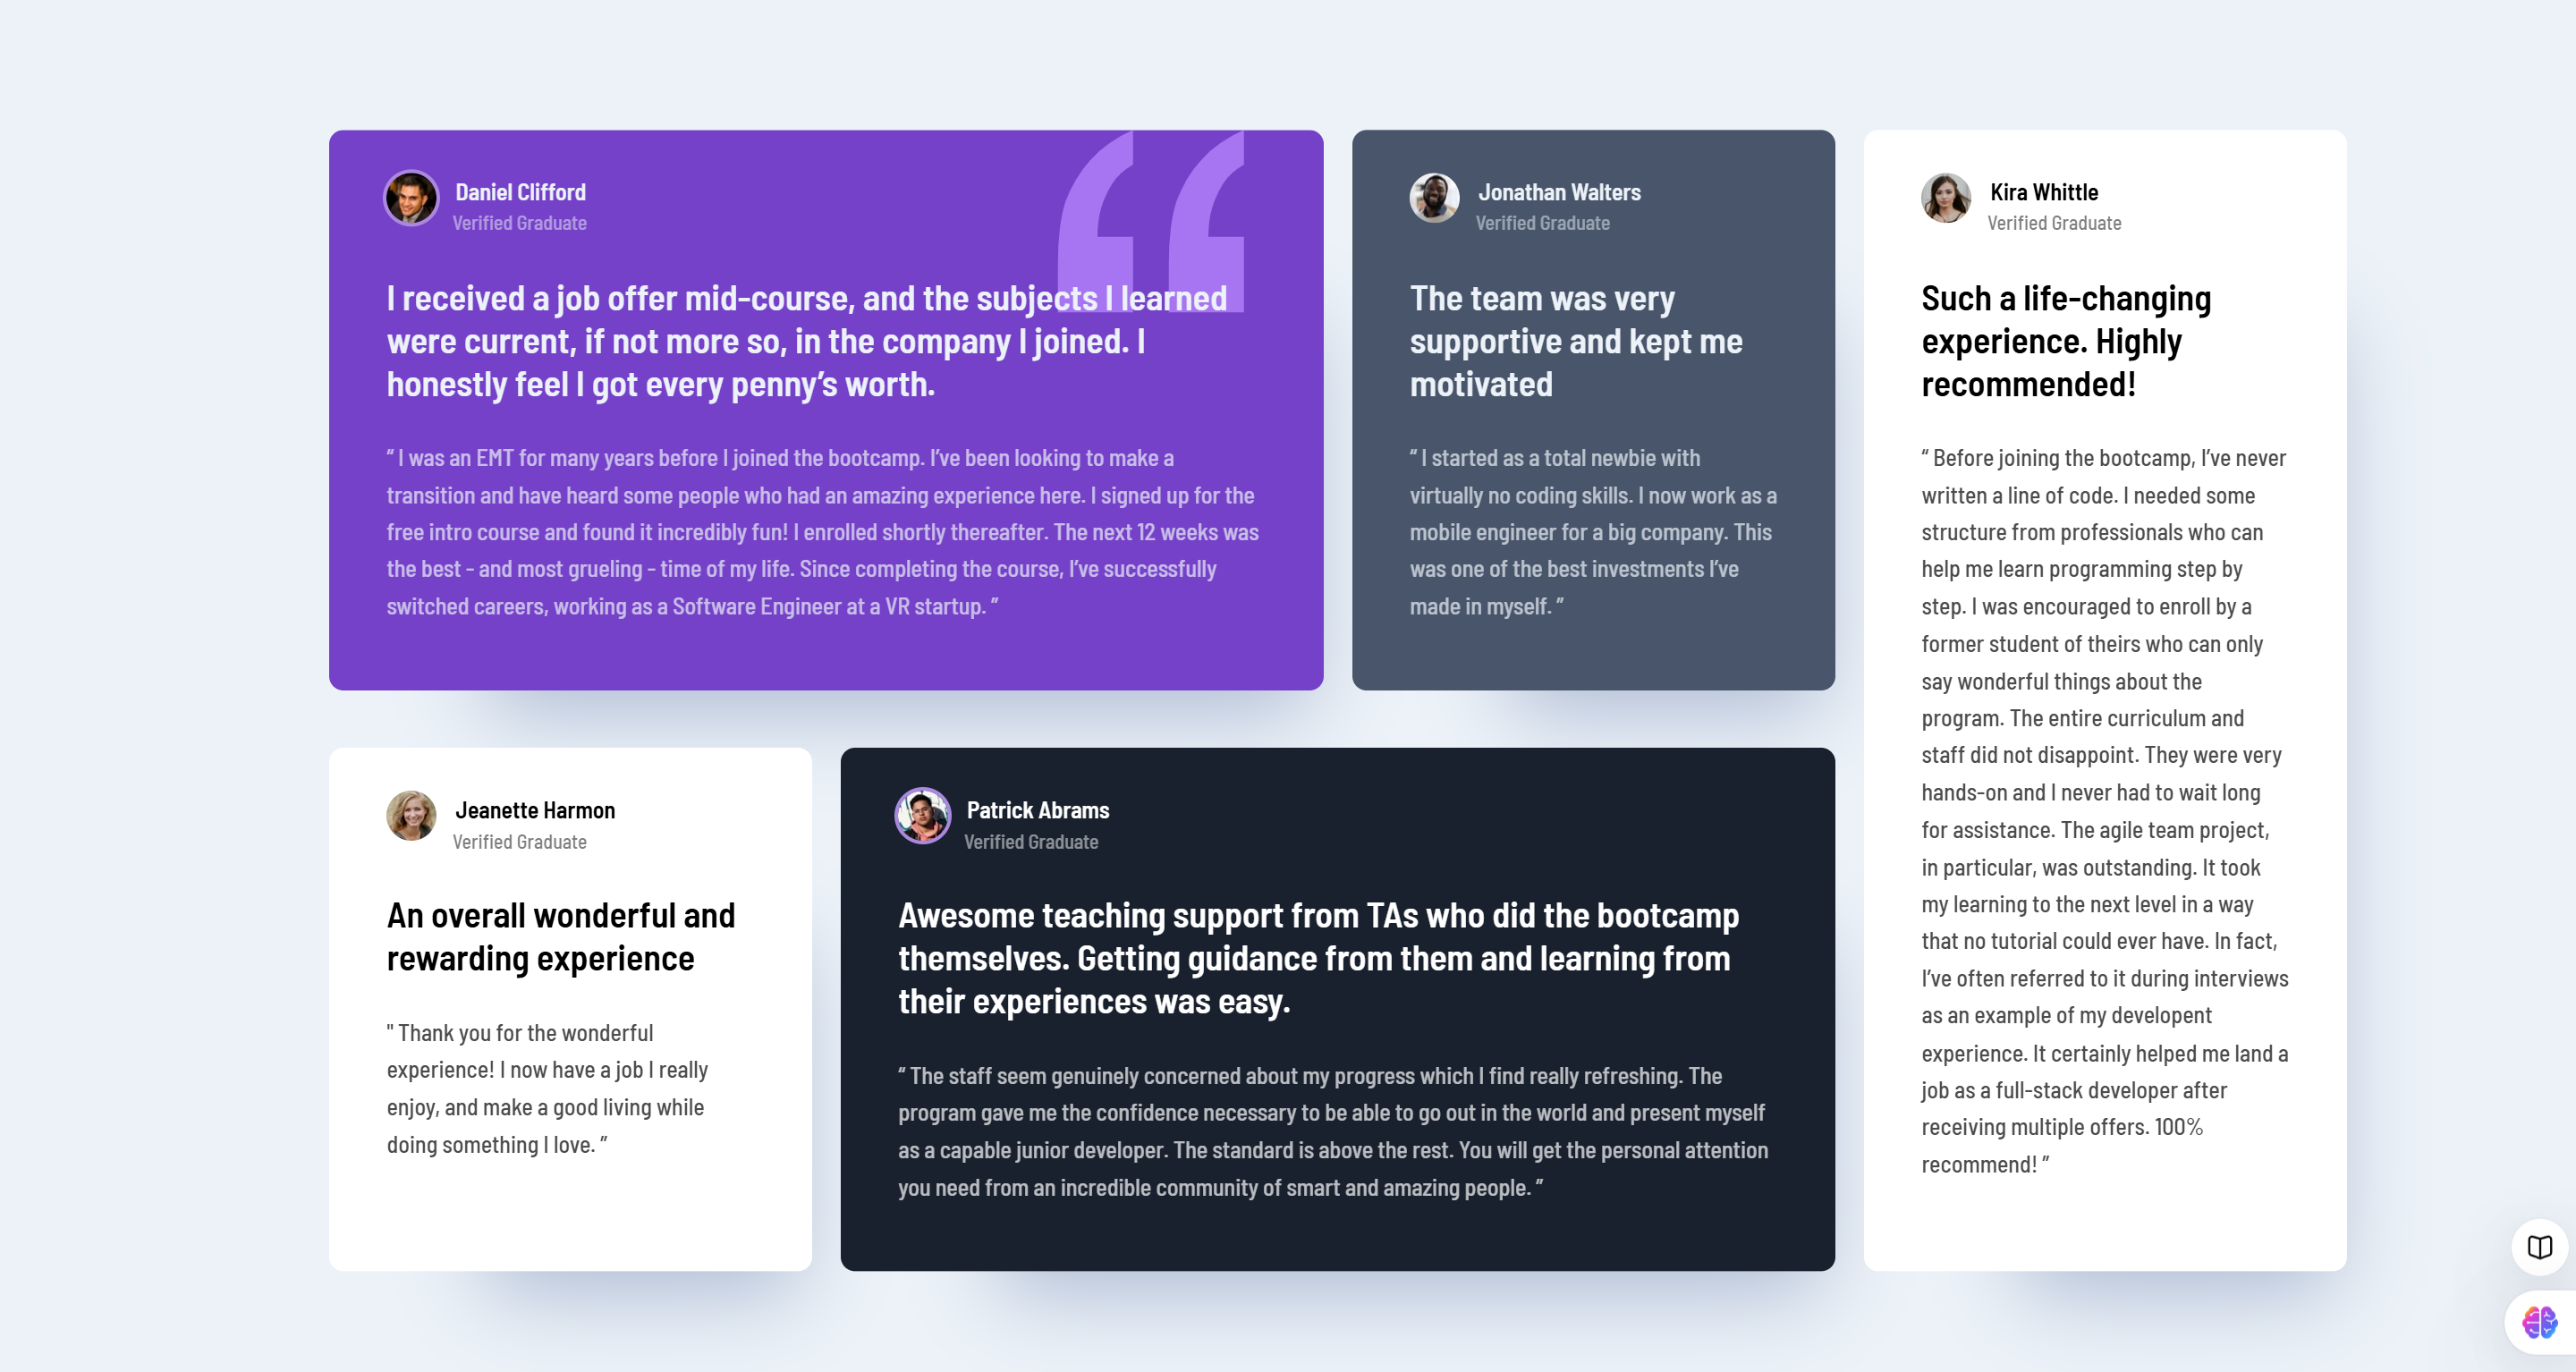 Daniel Clifford
Verified Graduate
I received a job offer mid-course, and the subjects I learned
were current, if not more so, in the company I joined. I
honestly feel I got every penny’s worth.
“ I was an EMT for many years before I joined the bootcamp. I’ve been looking to make a
transition and have heard some people who had an amazing experience here. I signed up for the
free intro course and found it incredibly fun! I enrolled shortly thereafter. The next 12 weeks was
the best - and most grueling - time of my life. Since completing the course, I’ve successfully
switched careers, working as a Software Engineer at a VR startup. ”
Jonathan Walters
Verified Graduate
The team was very
supportive and kept me
motivated
“ I started as a total newbie with
virtually no coding skills. I now work as a
mobile engineer for a big company. This
was one of the best investments I’ve
made in myself. ”
Kira Whittle
Verified Graduate
Such a life-changing
experience. Highly
recommended!
“ Before joining the bootcamp, I’ve never
written a line of code. I needed some
structure from professionals who can
help me learn programming step by
step. I was encouraged to enroll by a
former student of theirs who can only
say wonderful things about the
program. The entire curriculum and
staff did not disappoint. They were very
hands-on and I never had to wait long
for assistance. The agile team project,
in particular, was outstanding. It took
my learning to the next level in a way
that no tutorial could ever have. In fact,
I’ve often referred to it during interviews
as an example of my developent
experience. It certainly helped me land a
job as a full-stack developer after
receiving multiple offers. 100%
recommend! ”
Jeanette Harmon
Verified Graduate
An overall wonderful and
rewarding experience
" Thank you for the wonderful
experience! I now have a job I really
enjoy, and make a good living while
doing something I love. ”
Patrick Abrams
Verified Graduate
Awesome teaching support from TAs who did the bootcamp
themselves. Getting guidance from them and learning from
their experiences was easy.
“ The staff seem genuinely concerned about my progress which I find really refreshing. The
program gave me the confidence necessary to be able to go out in the world and present myself
as a capable junior developer. The standard is above the rest. You will get the personal attention
you need from an incredible community of smart and amazing people. ”